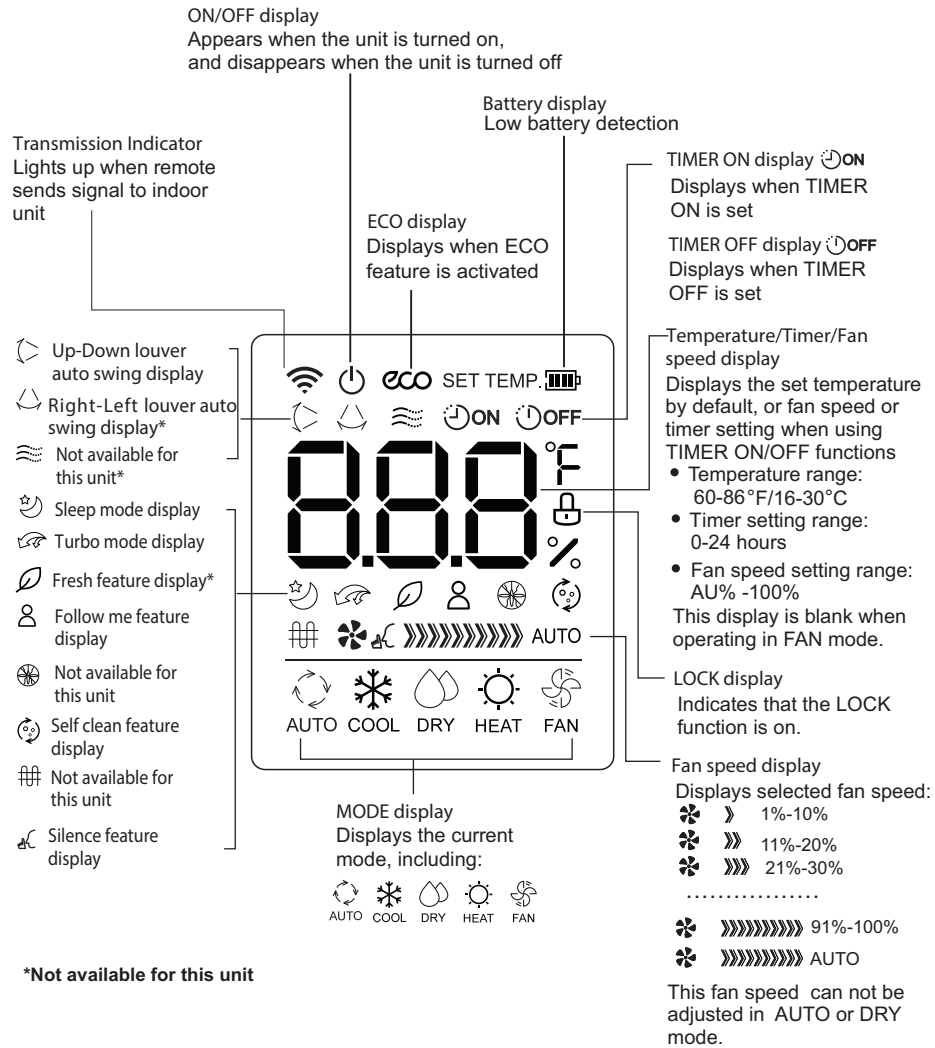 ON/OFF display
Appears when the unit is turned on,
and disappears when the unit is turned off
Battery display
Low battery detection
Transmission Indicator
Lights up when remote
sends signal to indoor
unit
TIMER ON display ON
Displays when TIMER
ON is set
TIMER OFF display OFF
Displays when TIMER
OFF is set
ECO display
Displays when ECO
feature is activated
Up-Down louver
auto swing display
Right-Left louver auto
swing display*
Not available for
this unit*
Sleep mode display
Turbo mode display
Fresh feature display*
Follow me feature
display
Not available for
this unit
Self clean feature
display
Not available for
this unit
Silence feature
display
eco SET TEMP.
ON OFF
8.8.8 °F
%
AUTO
AUTO COOL DRY HEAT FAN
Temperature/Timer/Fan
speed display
Displays the set temperature
by default, or fan speed or
timer setting when using
TIMER ON/OFF functions
• Temperature range:
60-86°F/16-30°C
• Timer setting range:
0-24 hours
• Fan speed setting range:
AU% -100%
This display is blank when
operating in FAN mode.
LOCK display
Indicates that the LOCK
function is on.
Fan speed display
Displays selected fan speed:
1%-10%
11%-20%
21%-30%
.................
91%-100%
AUTO
This fan speed can not be
adjusted in AUTO or DRY
mode.
MODE display
Displays the current
mode, including:
AUTO COOL DRY HEAT FAN
*Not available for this unit